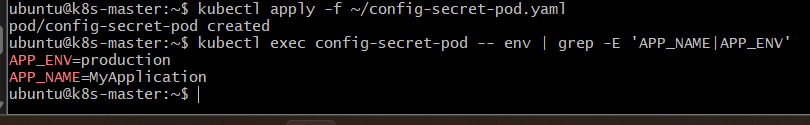 ubuntu@k8s-master:~$ kubectl apply -f ~/config-secret-pod.yaml
pod/config-secret-pod created
ubuntu@k8s-master:~$ kubectl exec config-secret-pod -- env | grep -E 'APP_NAME|APP_ENV'
APP_ENV=production
APP_NAME=MyApplication
ubuntu@k8s-master:~$